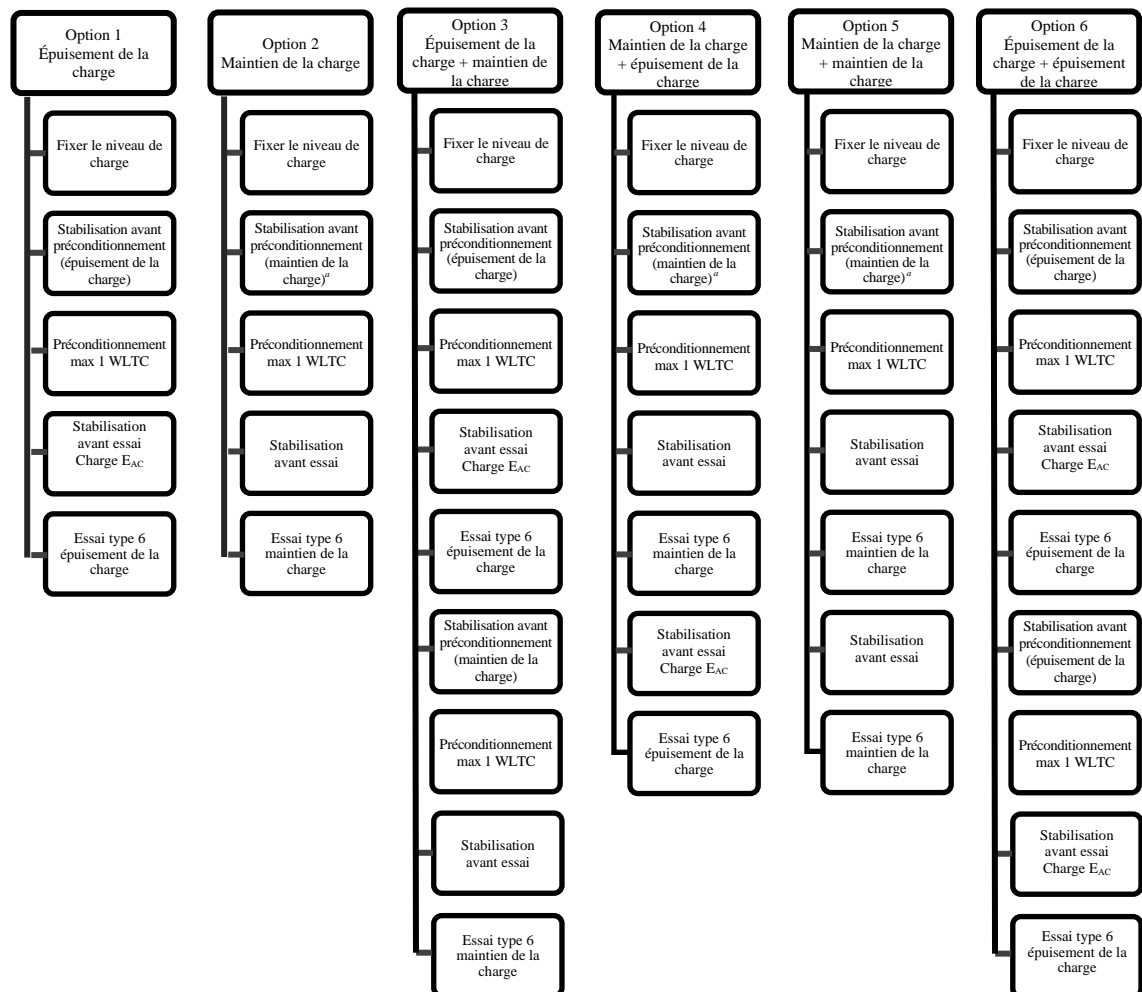 Option 1
Épuisement de la
charge
Fixer le niveau de
charge
Stabilisation avant
préconditionnement
(épuisement de la
charge)
Préconditionnement
max 1 WLTC
Stabilisation
avant essai
Charge EAC
Essai type 6
épuisement de la
charge
Option 2
Maintien de la charge
Fixer le niveau de
charge
Stabilisation avant
préconditionnement
(maintien de la
charge)a
Préconditionnement
max 1 WLTC
Stabilisation
avant essai
Essai type 6
maintien de la
charge
Option 3
Épuisement de la
charge + maintien de
la charge
Fixer le niveau de
charge
Stabilisation avant
préconditionnement
(épuisement de la
charge)
Préconditionnement
max 1 WLTC
Stabilisation
avant essai
Charge EAC
Essai type 6
épuisement de la
charge
Stabilisation avant
préconditionnement
(maintien de la
charge)
Préconditionnement
max 1 WLTC
Stabilisation
avant essai
Essai type 6
maintien de la
charge
Option 4
Maintien de la charge
+ épuisement de la
charge
Fixer le niveau de
charge
Stabilisation avant
préconditionnement
(maintien de la
charge)a
Préconditionnement
max 1 WLTC
Stabilisation
avant essai
Essai type 6
maintien de la
charge
Stabilisation
avant essai
Charge EAC
Essai type 6
épuisement de la
charge
Option 5
Maintien de la charge
+ maintien de la
charge
Fixer le niveau de
charge
Stabilisation avant
préconditionnement
(maintien de la
charge)a
Préconditionnement
max 1 WLTC
Stabilisation
avant essai
Essai type 6
maintien de la
charge
Stabilisation
avant essai
Essai type 6
maintien de la
charge
Option 6
Épuisement de la
charge + épuisement
de la charge
Fixer le niveau de
charge
Stabilisation avant
préconditionnement
(épuisement de la
charge)
Préconditionnement
max 1 WLTC
Stabilisation
avant essai
Charge EAC
Essai type 6
épuisement de la
charge
Stabilisation avant
préconditionnement
(épuisement de la
charge)
Préconditionnement
max 1 WLTC
Stabilisation
avant essai
Charge EAC
Essai type 6
épuisement de la
charge